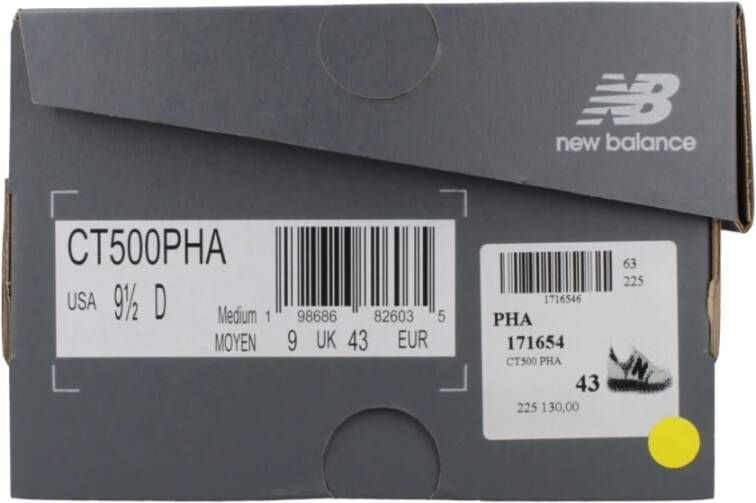 NB
new balance
CT500PHA
USA 9½ D
Medium 1 98686 82603 5
MOYEN 9 UK 43 EUR
63
225
1716546
PHA
171654
CT500 PHA
43
225 130,00